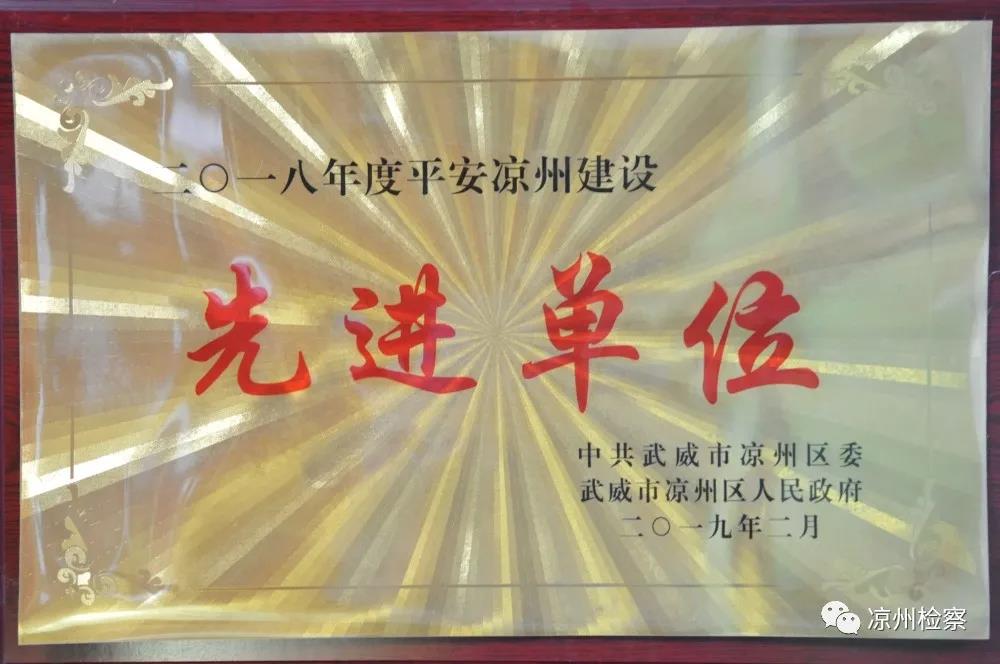 二〇一八年度平安凉州建设
先进单位
中共武威市凉州区委
武威市凉州区人民政府
二〇一九年二月
凉州检察